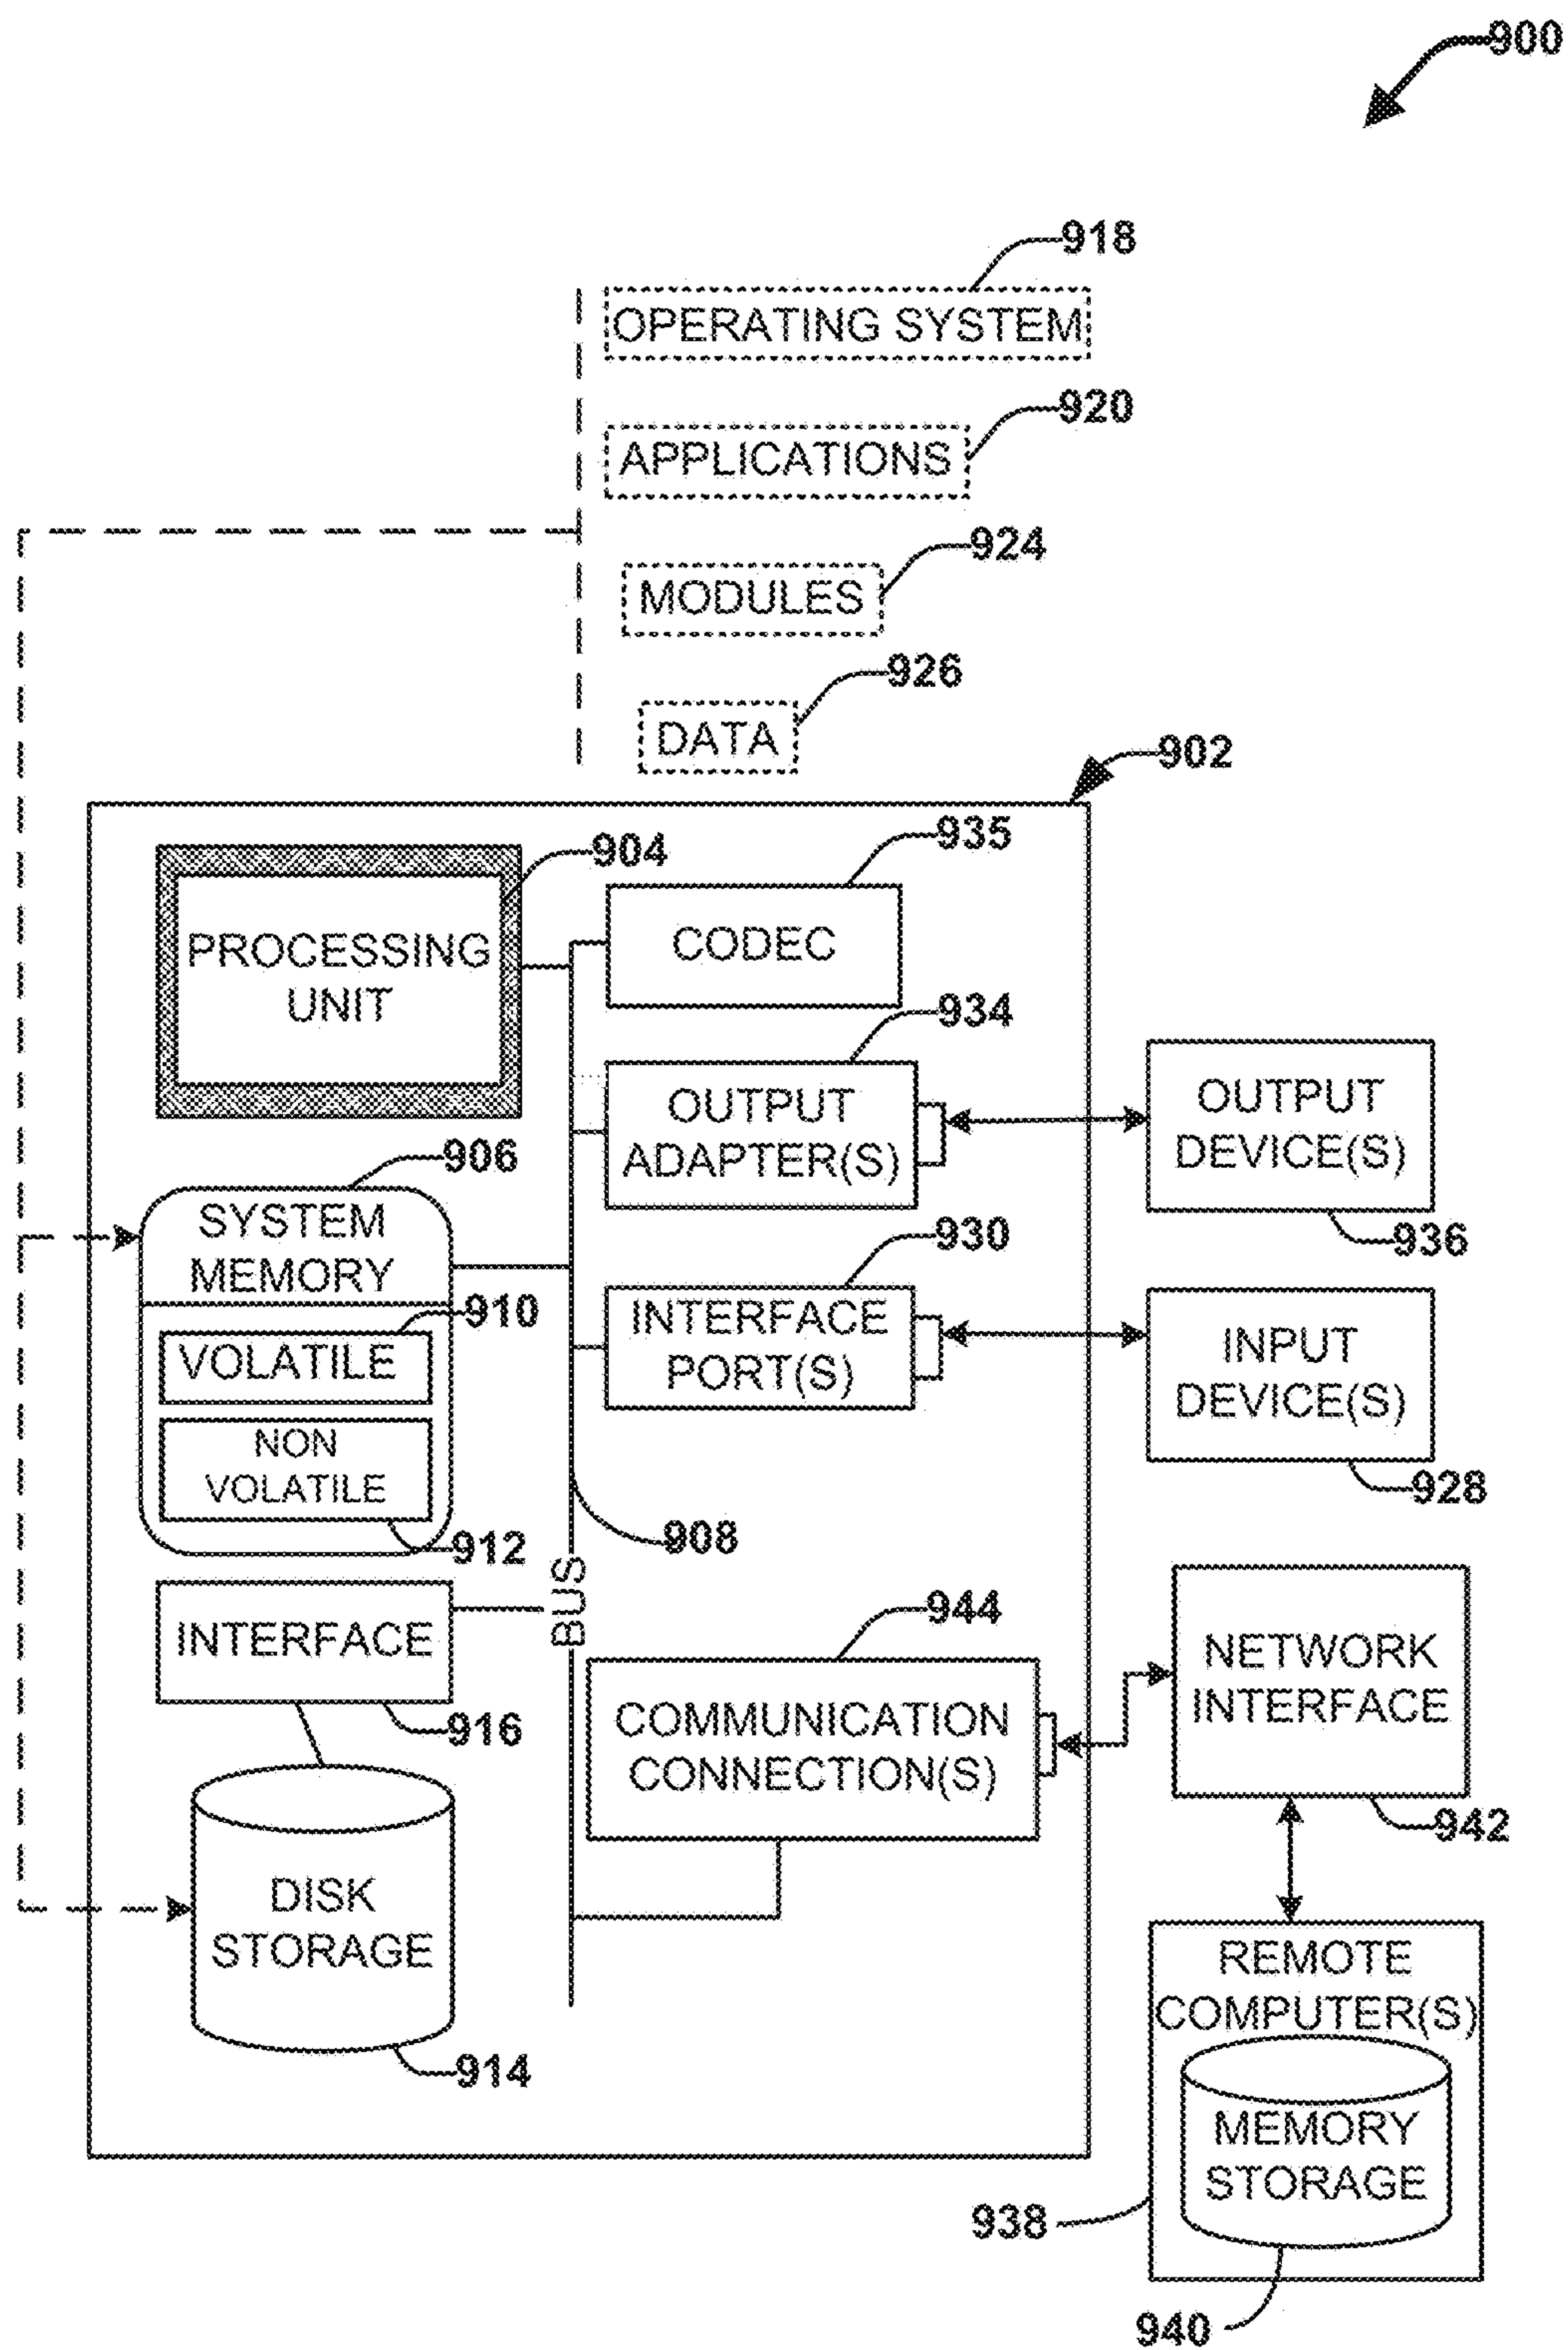 900
918
OPERATING SYSTEM
920
APPLICATIONS
924
MODULES
926
DATA
902
904
PROCESSING
UNIT
935
CODEC
934
OUTPUT
ADAPTER(S)
OUTPUT
DEVICE(S)
936
906
SYSTEM
MEMORY
910
VOLATILE
NON
VOLATILE
912
930
INTERFACE
PORT(S)
INPUT
DEVICE(S)
928
908
BUS
INTERFACE
916
944
COMMUNICATION
CONNECTION(S)
NETWORK
INTERFACE
942
DISK
STORAGE
914
REMOTE
COMPUTER(S)
MEMORY
STORAGE
938
940